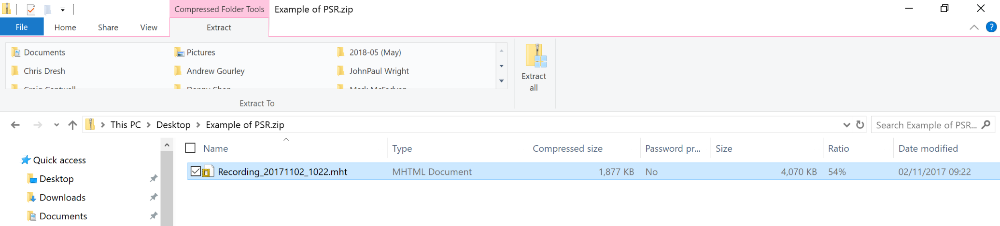 Compressed Folder Tools Example of PSR.zip
File Home Share View Extract ?
Documents Pictures 2018-05 (May)
Chris Dresh Andrew Gourley JohnPaul Wright
Extract
all
Extract To
This PC Desktop Example of PSR.zip Search Example of PSR...
Name Type Compressed size Password pr... Size Ratio Date modified
Quick access
Recording_20171102_1022.mht MHTML Document 1,877 KB No 4,070 KB 54% 02/11/2017 09:22
Desktop
Downloads
Documents